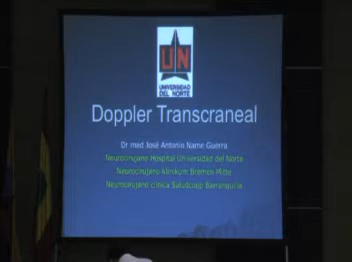 UN
UNIVERSIDAD
DEL NORTE
Doppler Transcraneal
Dr med José Antonio Name Guerra
Neurocirujano Hospital Universidad del Norte
Neurocirujano klinikum Bremen Mitte
Neurocirujano clínica Saludcoop Barranquilla